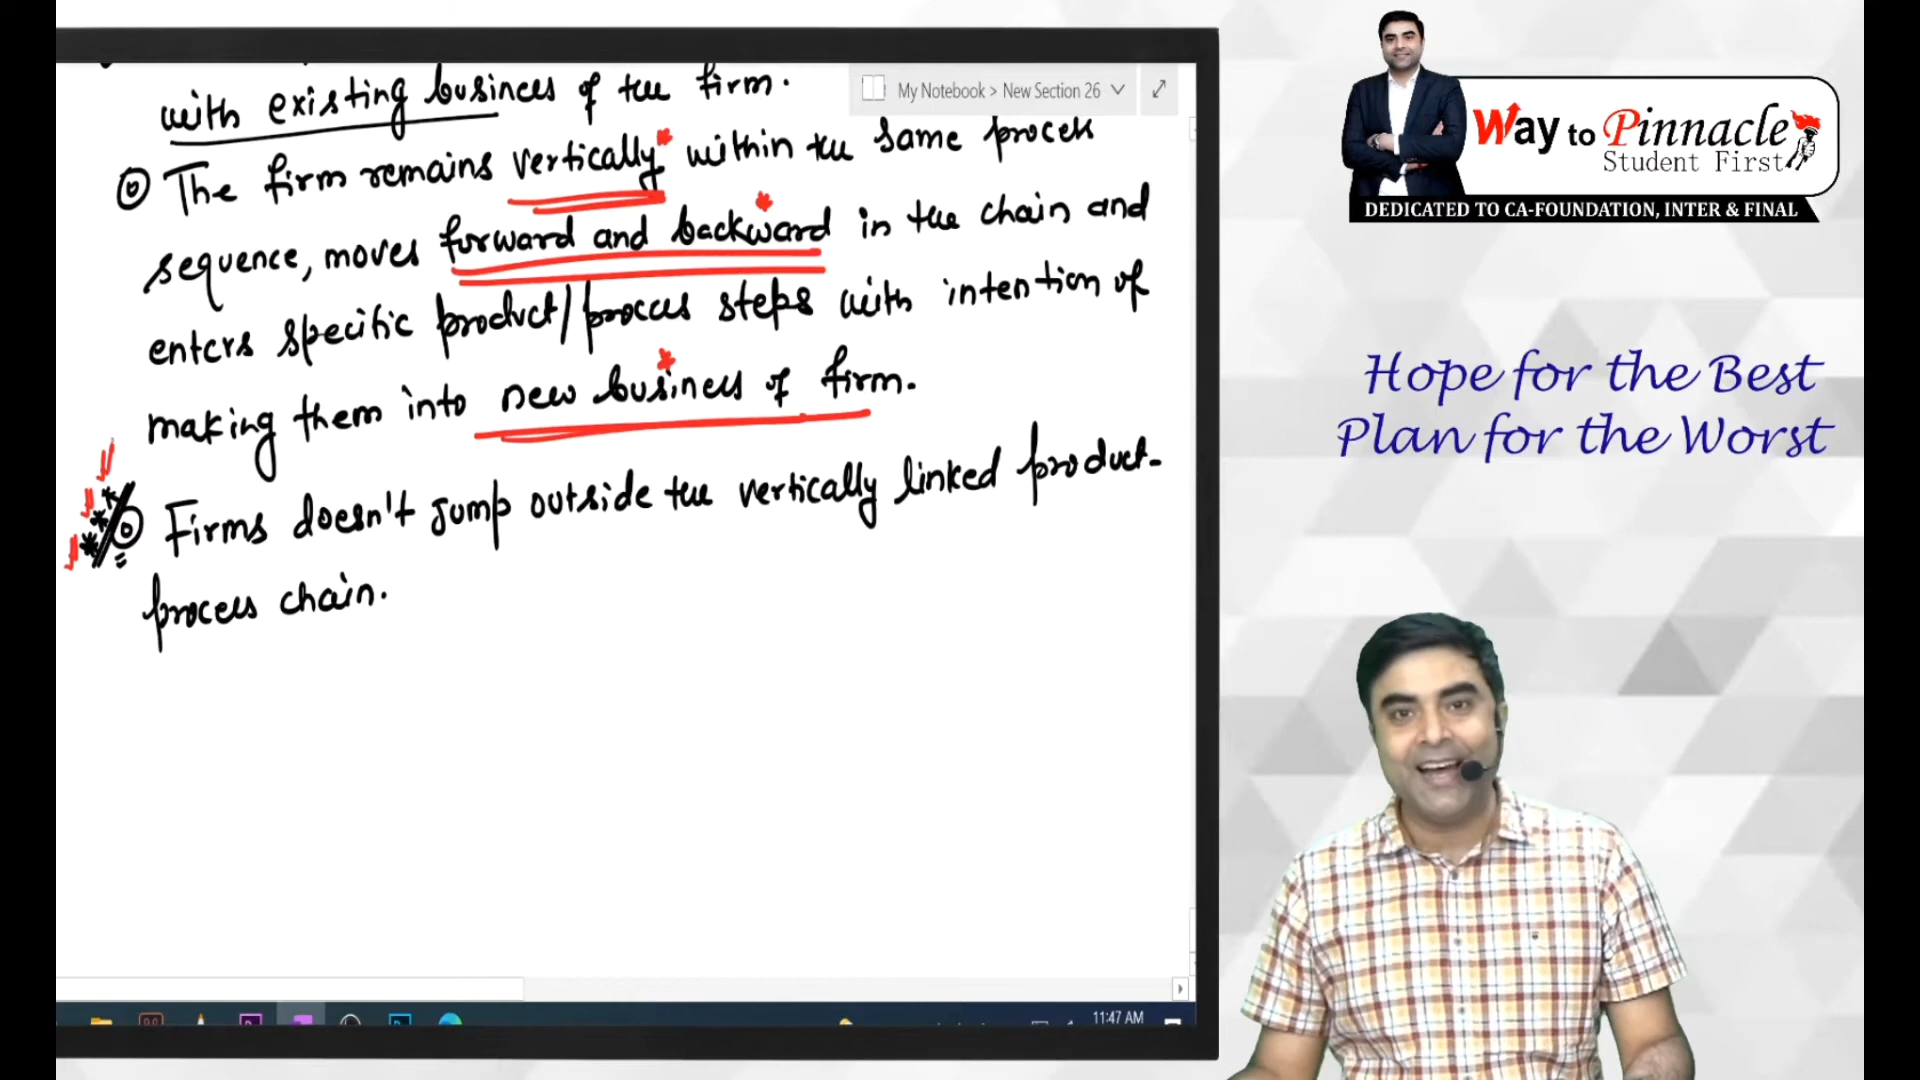 with existing business of the firm.
My Notebook > New Section 26
The firm remains vertically within the same process
sequence, moves forward and backward in the chain and
enters specific product/process steps with intention of
making them into new business of firm.
Firms doesn't jump outside the vertically linked product-
process chain.
11:47 AM
Way to Pinnacle
Student First
DEDICATED TO CA-FOUNDATION, INTER & FINAL
Hope for the Best
Plan for the Worst